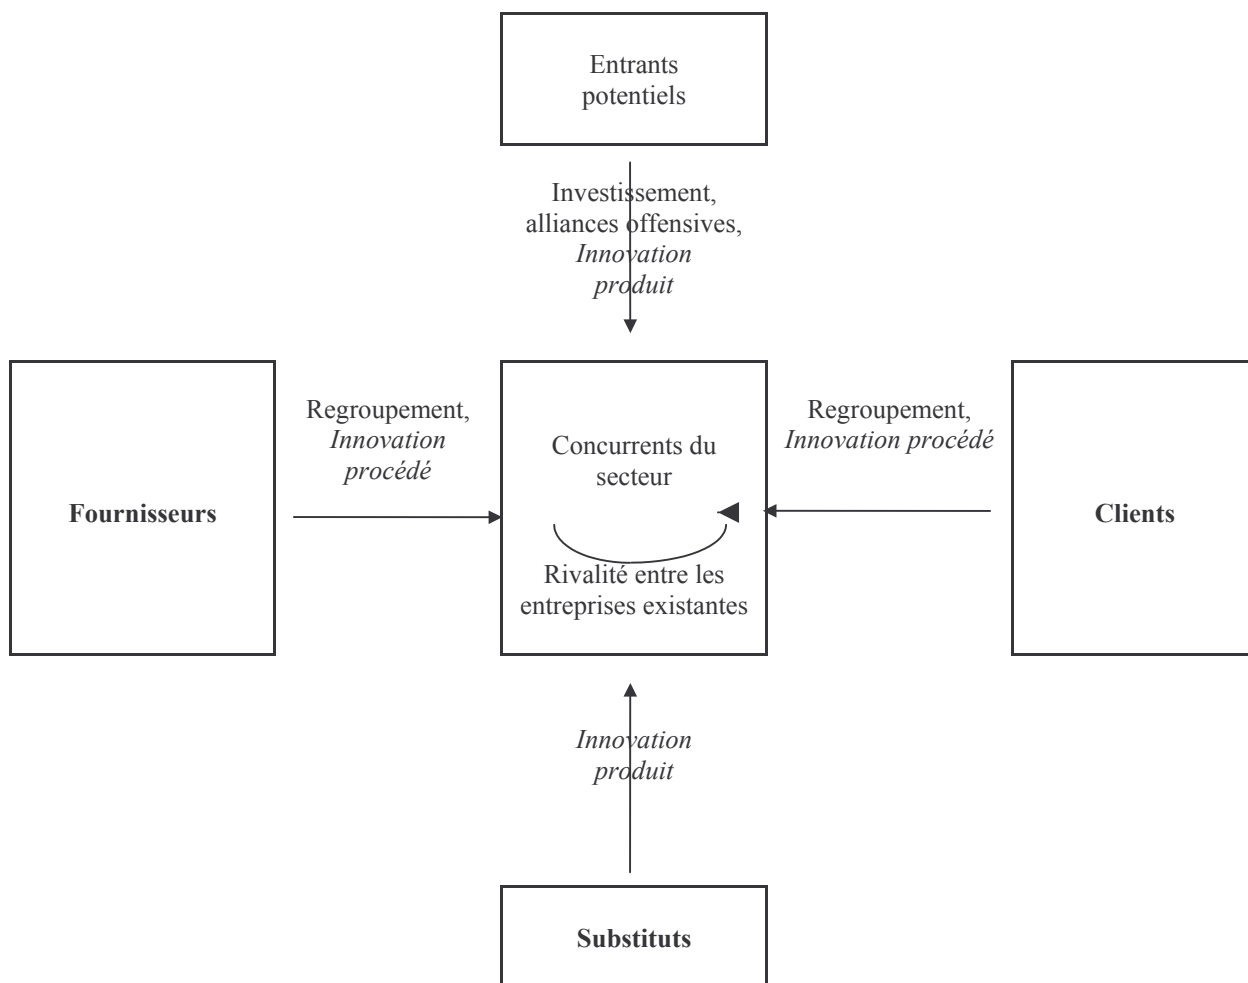 Entrants
potentiels
Investissement,
alliances offensives,
Innovation
produit
Regroupement,
Innovation
procédé
Fournisseurs
Concurrents du
secteur
Rivalité entre les
entreprises existantes
Regroupement,
Innovation procédé
Clients
Innovation
produit
Substituts